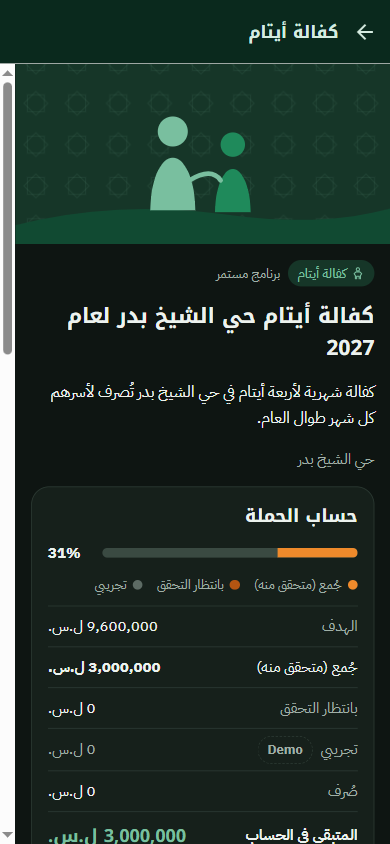 كفالة أيتام
كفالة أيتام
برنامج مستمر
كفالة أيتام حي الشيخ بدر لعام
2027
كفالة شهرية لأربعة أيتام في حي الشيخ بدر تُصرف لأسرهم
كل شهر طوال العام.
حي الشيخ بدر
حساب الحملة
31%
جُمع (متحقق منه)
بانتظار التحقق
تجريبي
الهدف 9,600,000 ل.س.
جُمع (متحقق منه) 3,000,000 ل.س.
بانتظار التحقق 0 ل.س.
تجريبي Demo 0 ل.س.
صُرف 0 ل.س.
المتبقي في الحساب 3,000,000 ل.س.